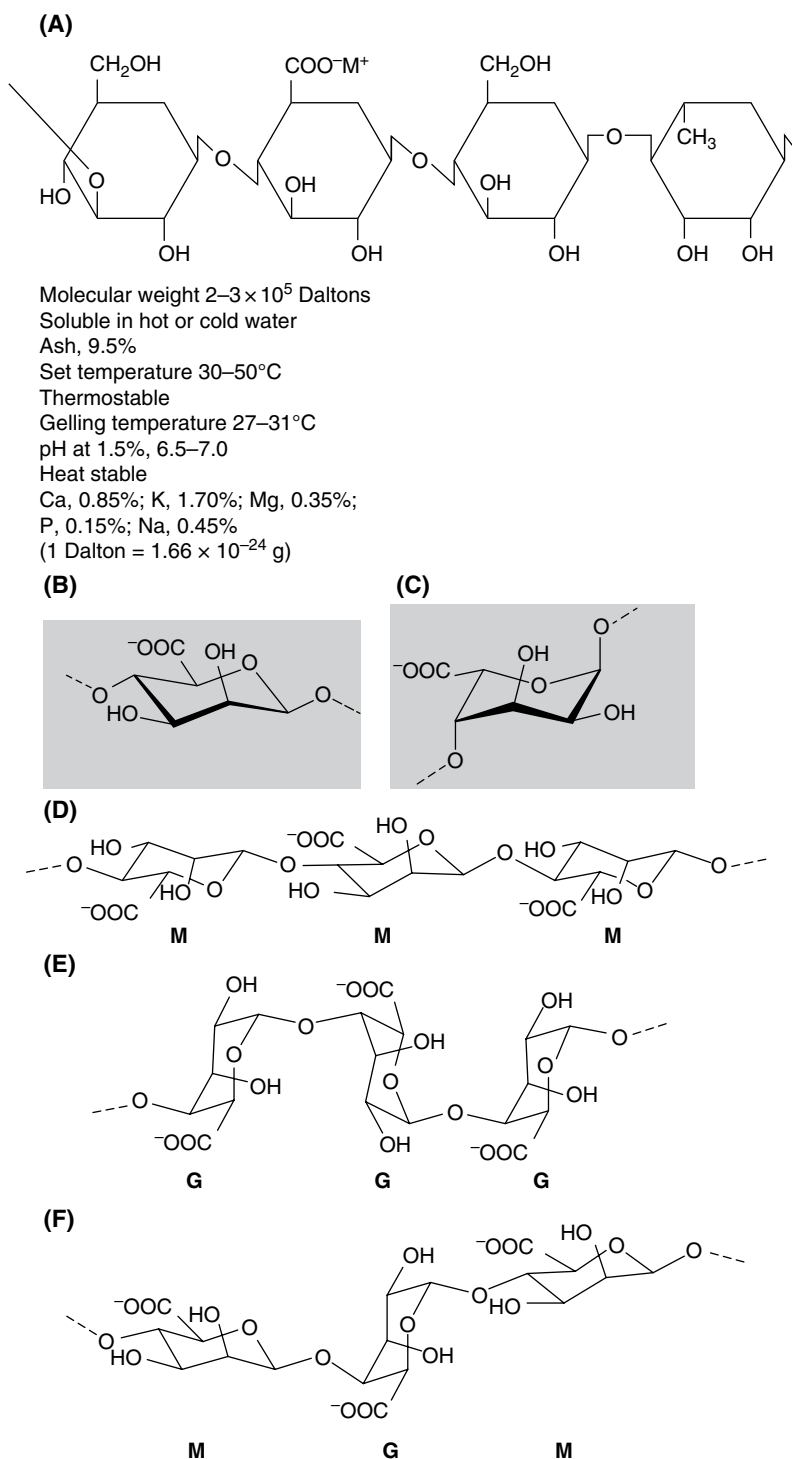 (A)
CH₂OH COO⁻M⁺ CH₂OH
O O O CH₃
HO O OH OH
OH OH OH OH OH
Molecular weight 2–3 × 10⁵ Daltons
Soluble in hot or cold water
Ash, 9.5%
Set temperature 30–50°C
Thermostable
Gelling temperature 27–31°C
pH at 1.5%, 6.5–7.0
Heat stable
Ca, 0.85%; K, 1.70%; Mg, 0.35%;
P, 0.15%; Na, 0.45%
(1 Dalton = 1.66 × 10⁻²⁴ g)
(B) (C)
⁻OOC OH O
O HO O
O
OH
⁻OOC O
OH
O
(D)
HO ⁻OOC HO O HO
O O O O
HO O HO HO O
⁻OOC ⁻OOC
M M M
(E)
OH ⁻OOC OH
O O
O OH O O
O OH O OH
⁻OOC OH ⁻OOC
G G G
(F)
OH ⁻OOC HO O O
⁻OOC HO O O HO
O HO O O OH
⁻OOC
M G M